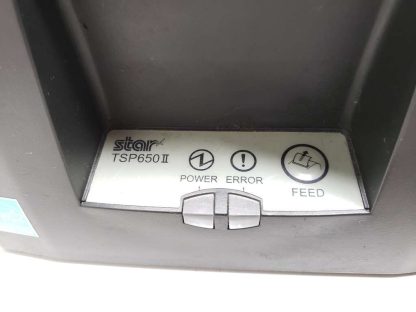 star
TSP650II
POWER ERROR
FEED